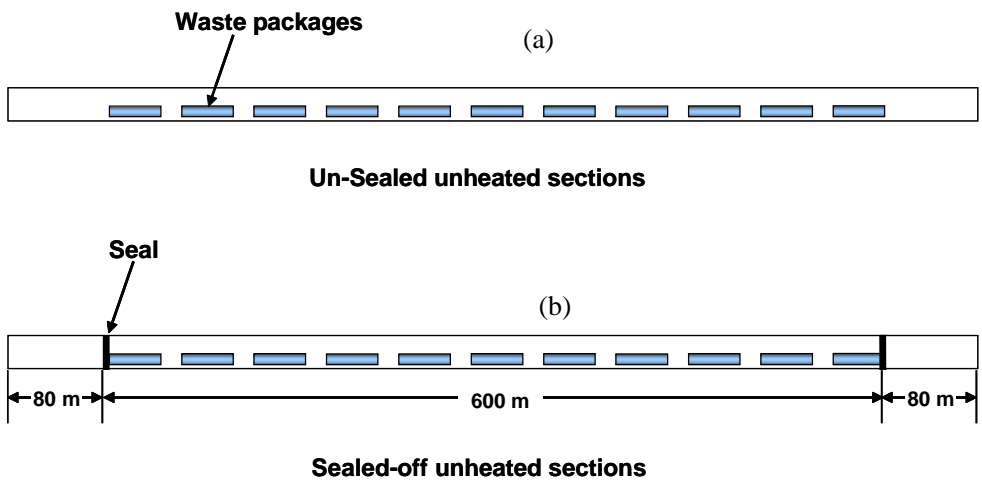 Waste packages
(a)
Un-Sealed unheated sections
Seal
(b)
80 m
600 m
80 m
Sealed-off unheated sections